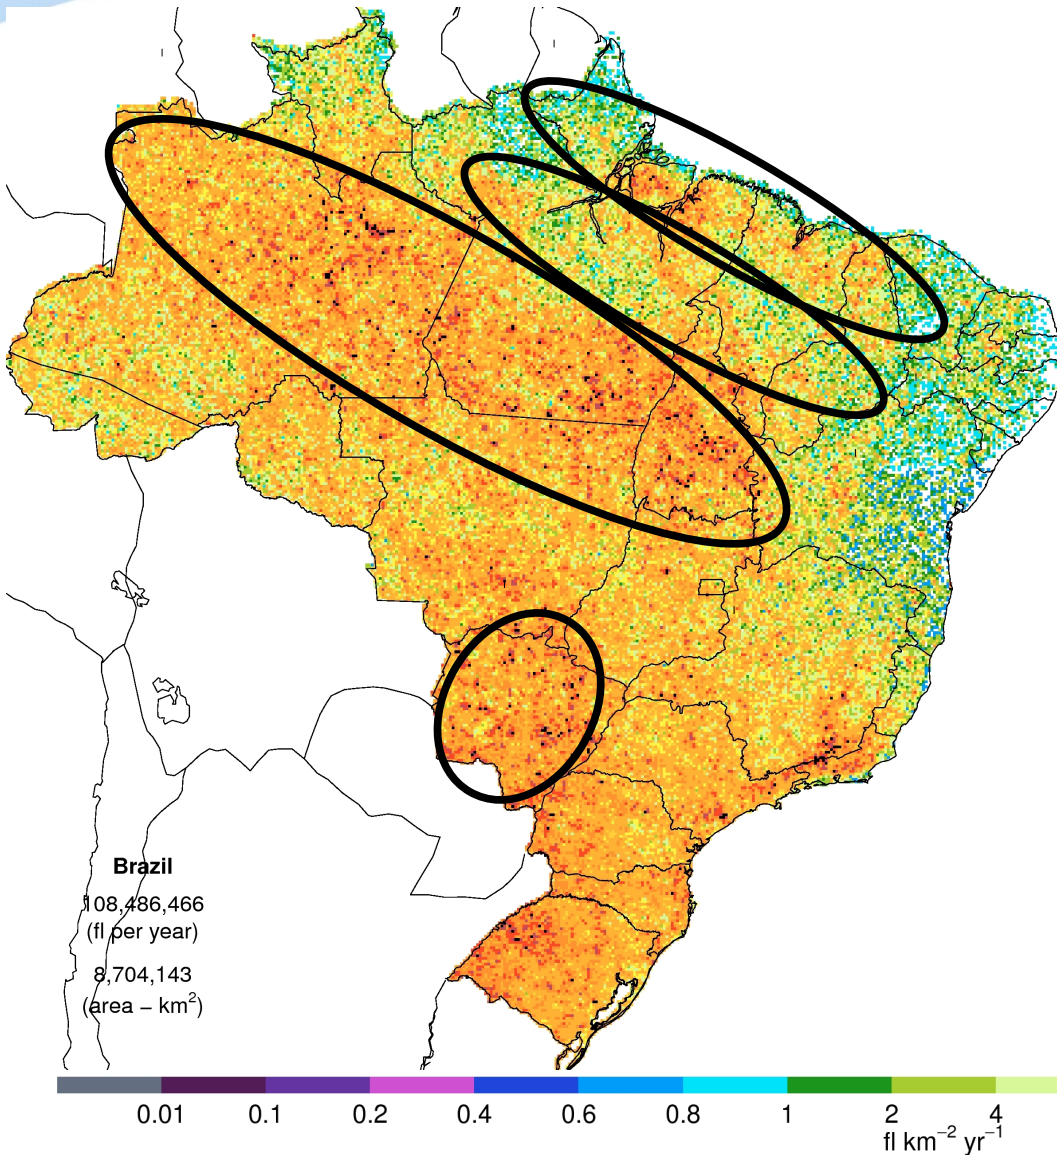 Brazil
108,486,466
(fl per year)
8,704,143
(area − km²)
0.01 0.1 0.2 0.4 0.6 0.8 1 2 4
fl km⁻² yr⁻¹